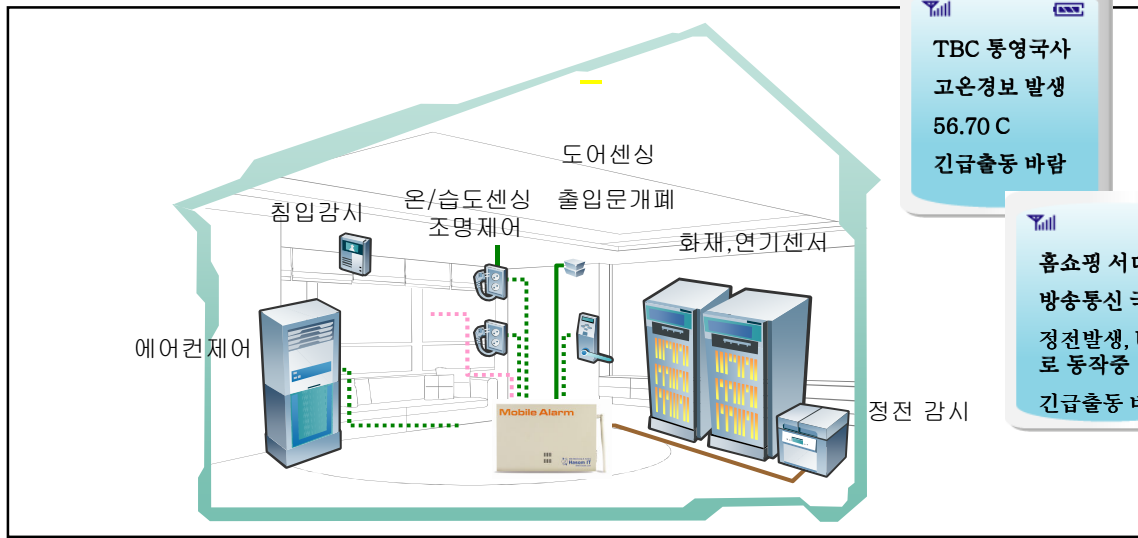 TBC 통영국사
고온경보 발생
56.70 C
긴급출동 바람
홈쇼핑
방송통신
정전발생,
로 동작중
긴급출동
도어센싱
온/습도센싱
출입문개폐
침입감시
조명제어
화재,연기센서
에어컨제어
Mobile Alarm
정전 감시
Hasom IT